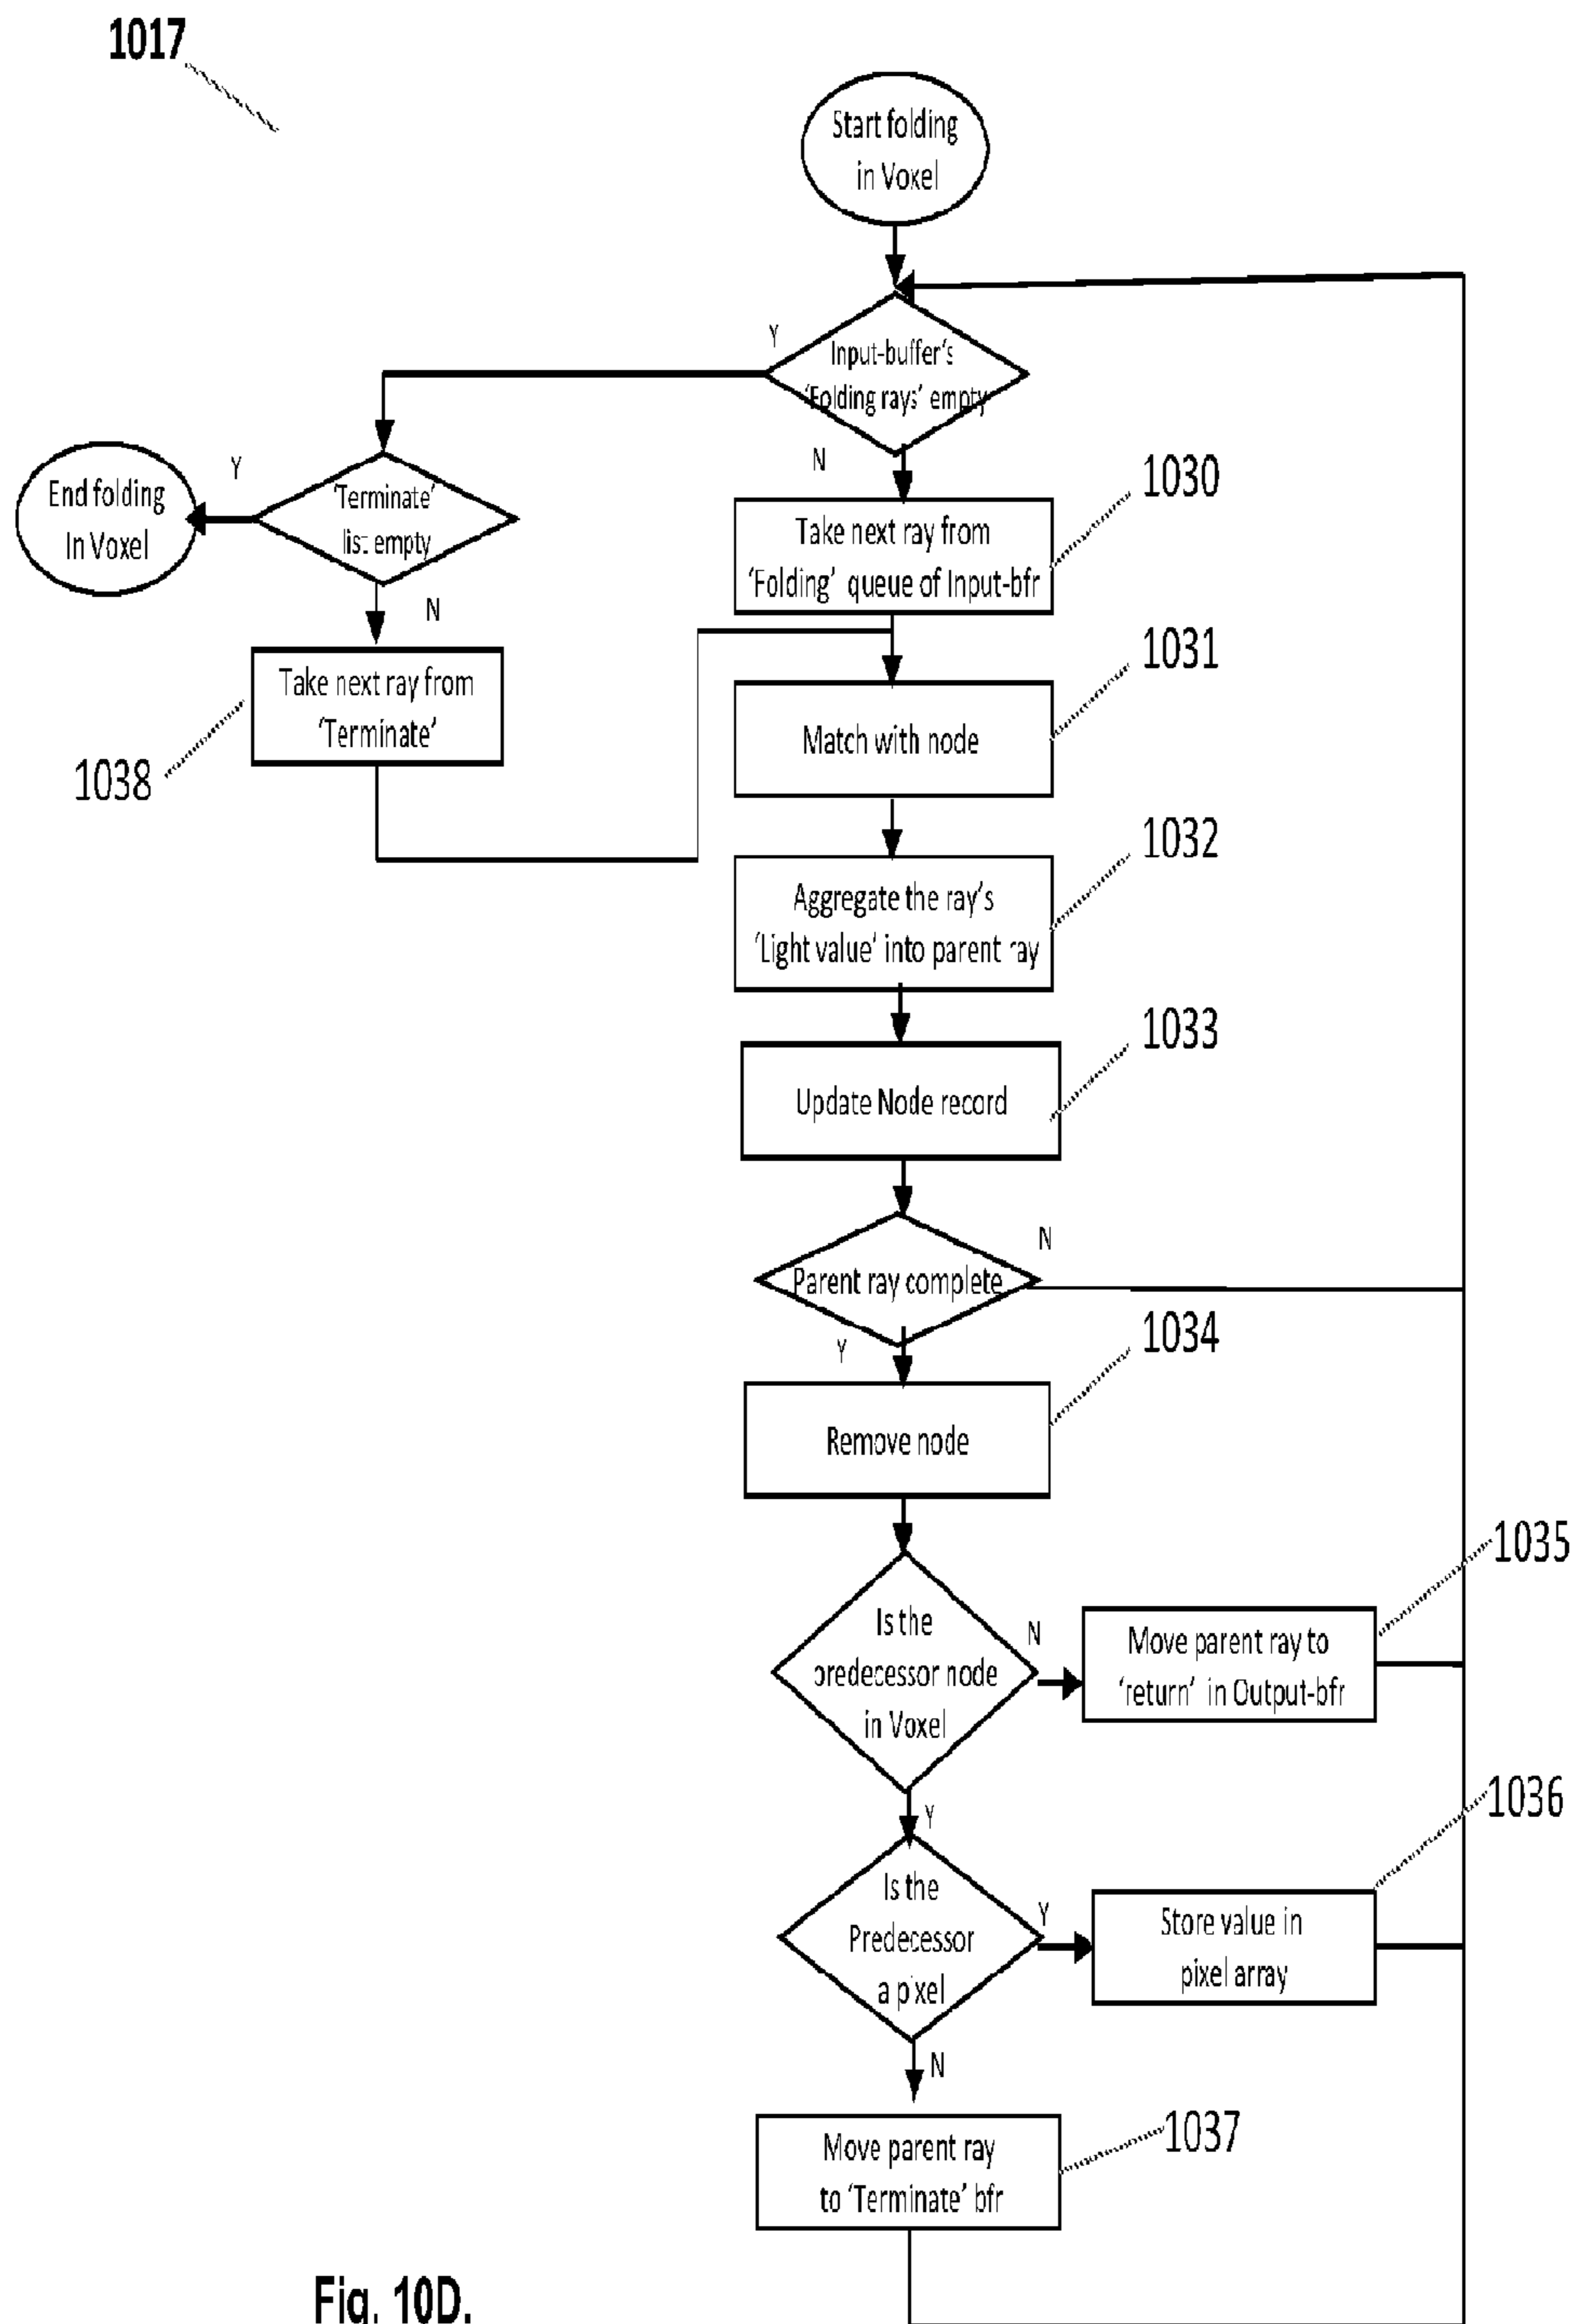 1017
Start folding
in Voxel
Y
Input-buffer's
'Folding rays' empty
N
Y
'Terminate'
list empty
End folding
In Voxel
N
Take next ray from
'Terminate'
1038
Take next ray from
'Folding' queue of Input-bfr
1030
Match with node
1031
Aggregate the ray's
'Light value' into parent ray
1032
Update Node record
1033
Parent ray complete
N
Y
Remove node
1034
Is the
predecessor node
in Voxel
N
Move parent ray to
'return' in Output-bfr
1035
Y
Is the
Predecessor
a pixel
Y
Store value in
pixel array
1036
N
Move parent ray
to 'Terminate' bfr
1037
Fig. 10D.